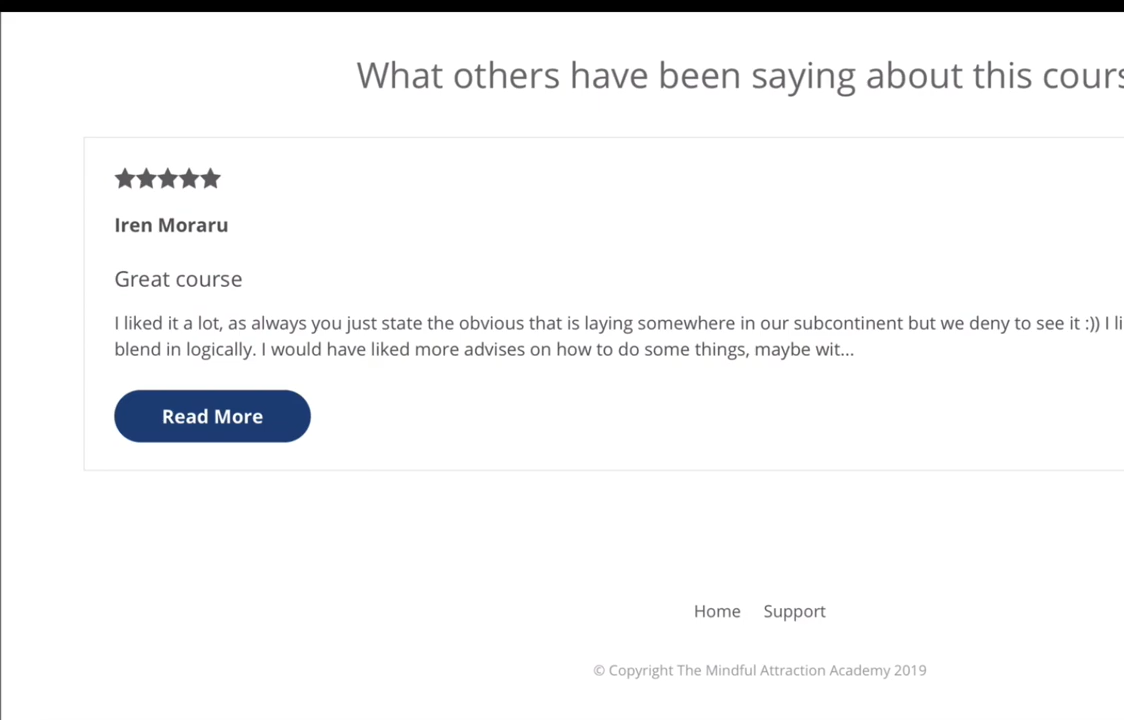 What others have been saying about this
Iren Moraru
Great course
I liked it a lot, as always you just state the obvious that is laying somewhere in our subcontinent but we deny to see it :)) I
blend in logically. I would have liked more advises on how to do some things, maybe wit...
Read More
Home Support
© Copyright The Mindful Attraction Academy 2019